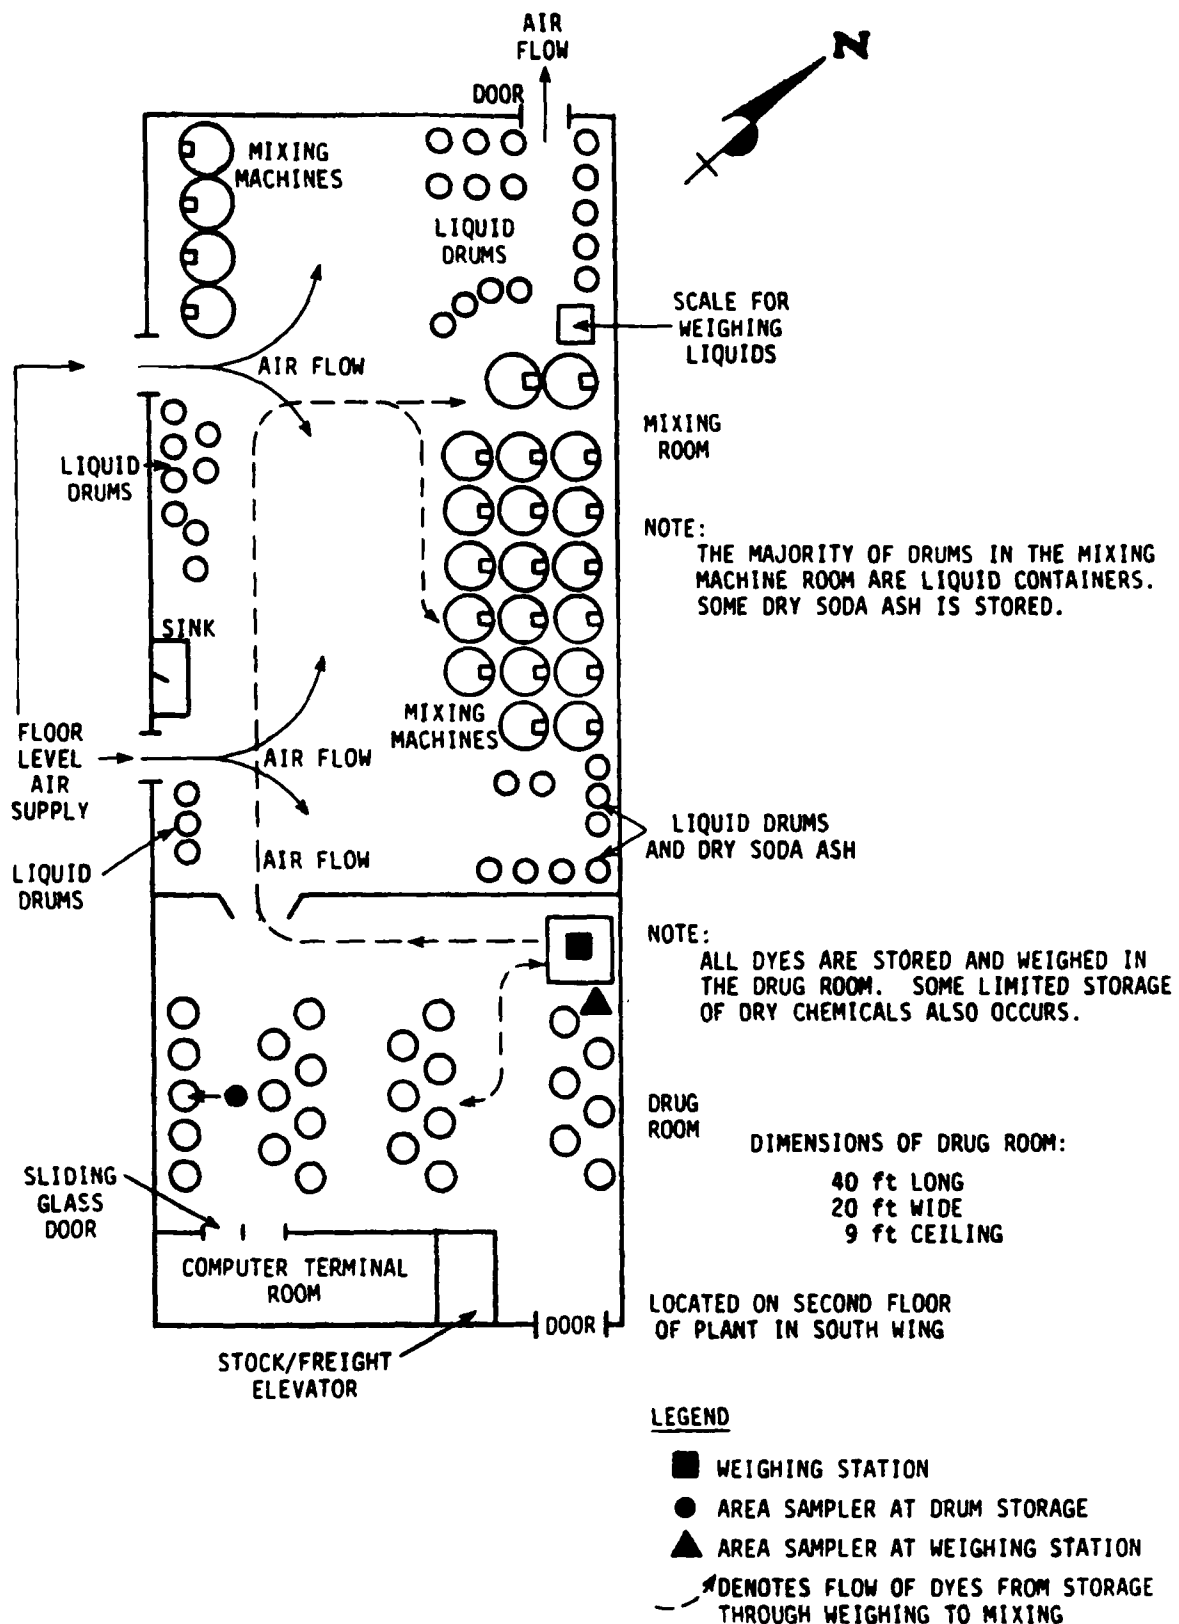 AIR
FLOW
N
DOOR
MIXING
MACHINES
LIQUID
DRUMS
SCALE FOR
WEIGHING
LIQUIDS
AIR FLOW
MIXING
ROOM
LIQUID
DRUMS
NOTE:
THE MAJORITY OF DRUMS IN THE MIXING
MACHINE ROOM ARE LIQUID CONTAINERS.
SOME DRY SODA ASH IS STORED.
SINK
MIXING
MACHINES
FLOOR
LEVEL
AIR
SUPPLY
AIR FLOW
LIQUID DRUMS
AND DRY SODA ASH
AIR FLOW
LIQUID
DRUMS
NOTE:
ALL DYES ARE STORED AND WEIGHED IN
THE DRUG ROOM. SOME LIMITED STORAGE
OF DRY CHEMICALS ALSO OCCURS.
DRUG
ROOM
DIMENSIONS OF DRUG ROOM:
40 ft LONG
20 ft WIDE
9 ft CEILING
SLIDING
GLASS
DOOR
COMPUTER TERMINAL
ROOM
LOCATED ON SECOND FLOOR
OF PLANT IN SOUTH WING
DOOR
STOCK/FREIGHT
ELEVATOR
LEGEND
WEIGHING STATION
AREA SAMPLER AT DRUM STORAGE
AREA SAMPLER AT WEIGHING STATION
DENOTES FLOW OF DYES FROM STORAGE
THROUGH WEIGHING TO MIXING